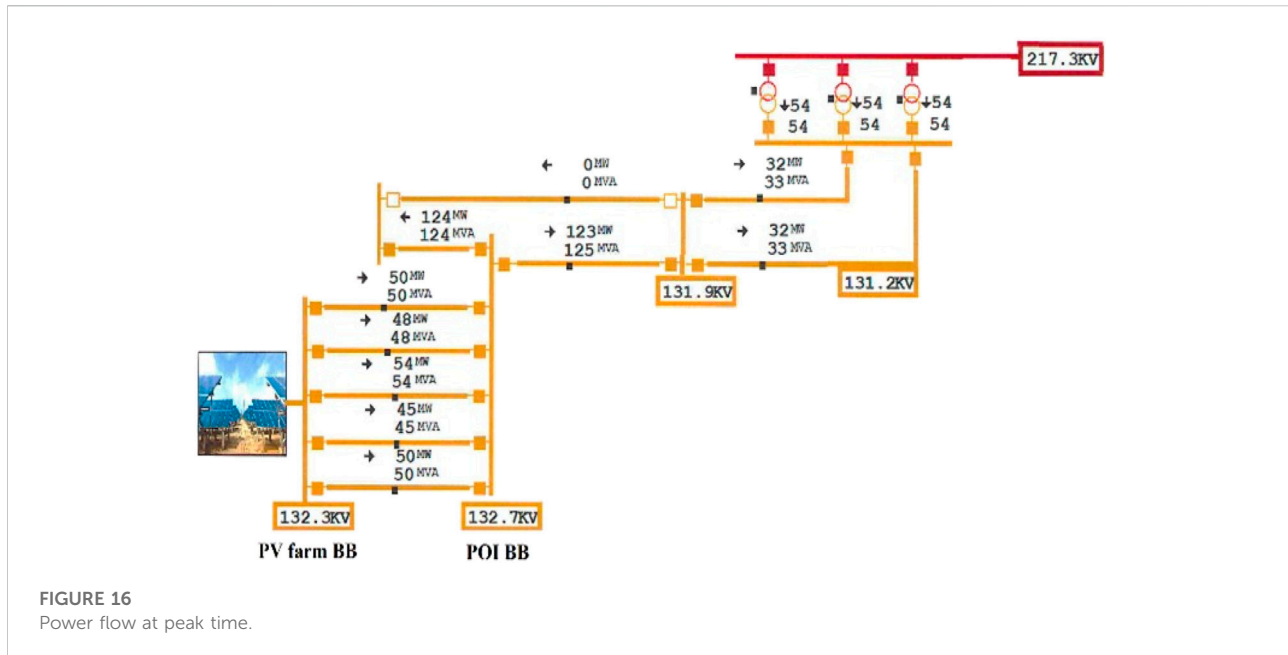 217.3KV
↓54 ↓54 ↓54
54 54 54
← 0MW
0MVA
→ 32MW
33MVA
← 124MW
124MVA
→ 123MW
125MVA
→ 32MW
33MVA
131.9KV
131.2KV
→ 50MW
50MVA
→ 48MW
48MVA
→ 54MW
54MVA
→ 45MW
45MVA
→ 50MW
50MVA
132.3KV
132.7KV
PV farm BB
POI BB
FIGURE 16
Power flow at peak time.